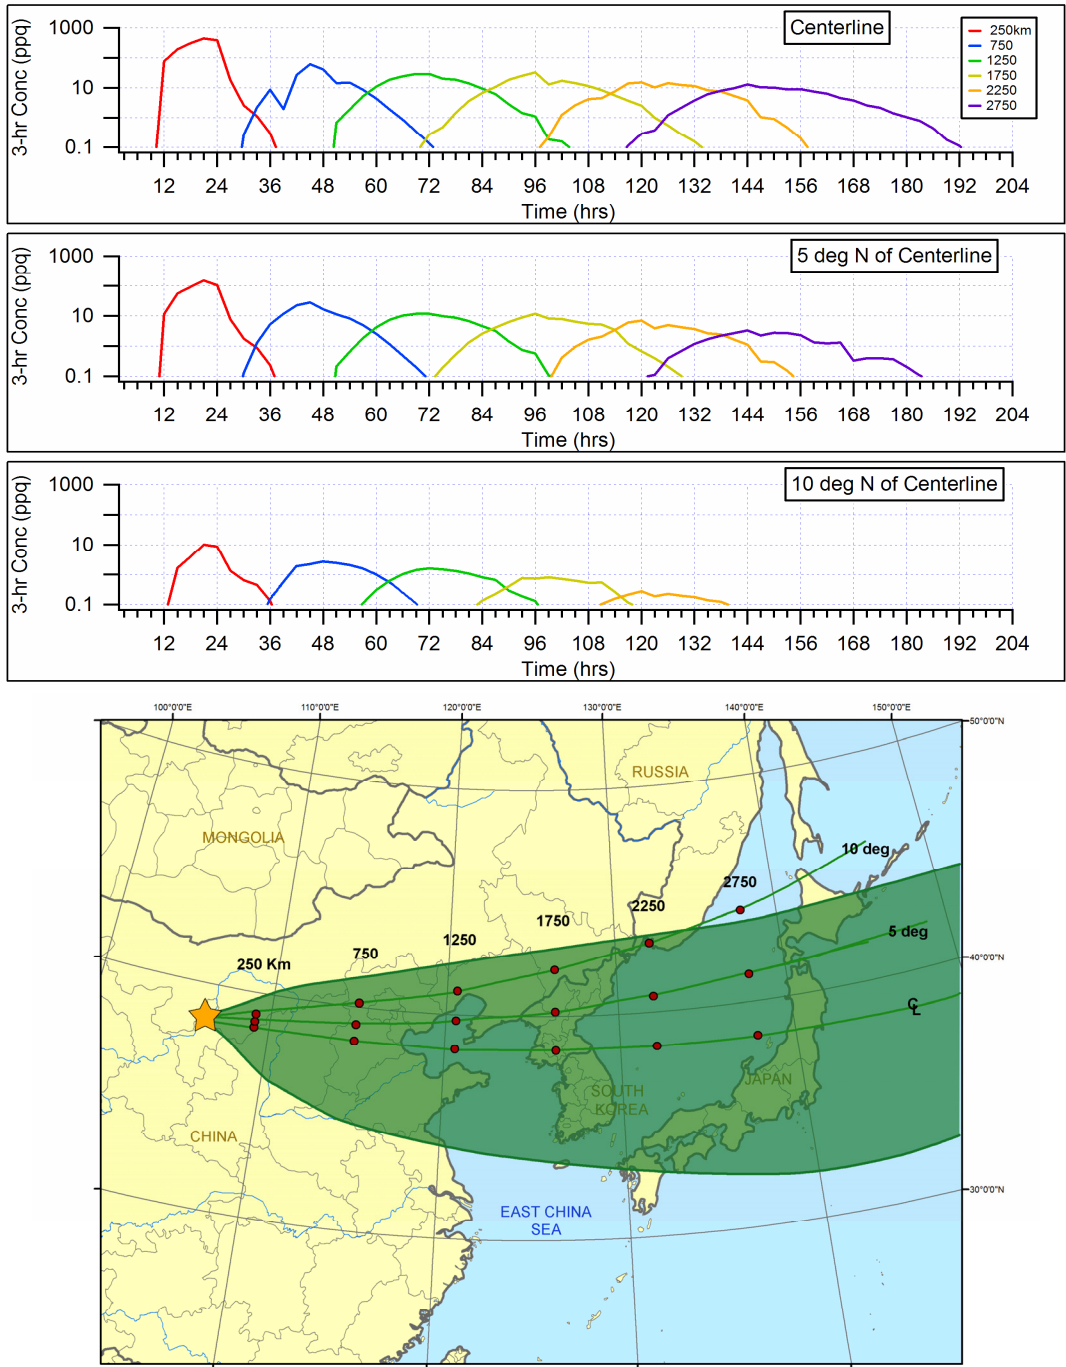 Centerline
3-hr Conc (ppq)
1000
10
0.1
250km
750
1250
1750
2250
2750
12 24 36 48 60 72 84 96 108 120 132 144 156 168 180 192 204
Time (hrs)
5 deg N of Centerline
3-hr Conc (ppq)
1000
10
0.1
12 24 36 48 60 72 84 96 108 120 132 144 156 168 180 192 204
Time (hrs)
10 deg N of Centerline
3-hr Conc (ppq)
1000
10
0.1
12 24 36 48 60 72 84 96 108 120 132 144 156 168 180 192 204
Time (hrs)
100°0'0"E 110°0'0"E 120°0'0"E 130°0'0"E 140°0'0"E 150°0'0"E
50°0'0"N
RUSSIA
MONGOLIA
10 deg
2750
2250
1750
1250
750
250 Km
5 deg
40°0'0"N
CL
JAPAN
SOUTH
KOREA
CHINA
30°0'0"N
EAST CHINA
SEA